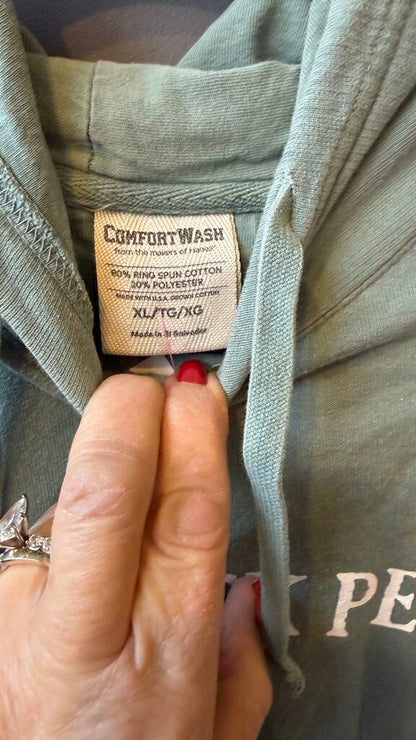 COMFORTWASH
from the makers of Hanes
80% RING SPUN COTTON
20% POLYESTER
MADE WITH U.S.A. GROWN COTTON
XL/TG/XG
Made in El Salvador
PE